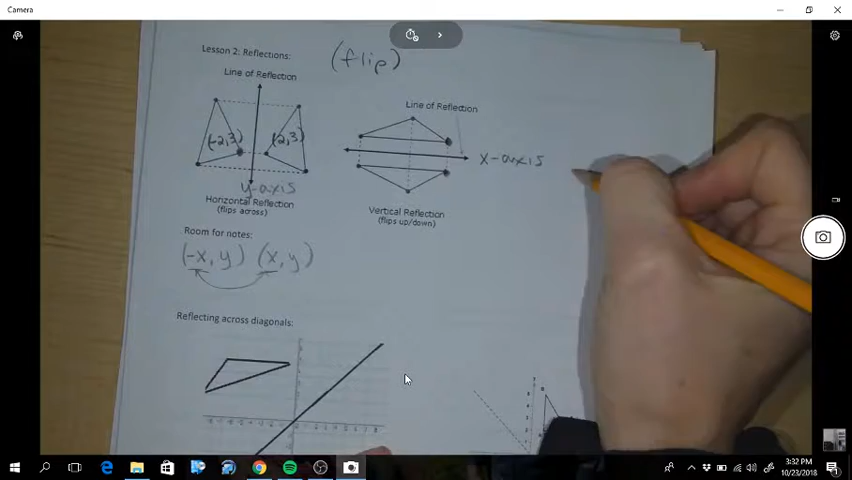 Camera
Lesson 2: Reflections:
(flip)
Line of Reflection
Line of Reflection
(-2,3)
(2,3)
x-axis
y-axis
Horizontal Reflection
(flips across)
Vertical Reflection
(flips up/down)
Room for notes:
(-x, y) (x, y)
Reflecting across diagonals:
3:32 PM
10/23/2018